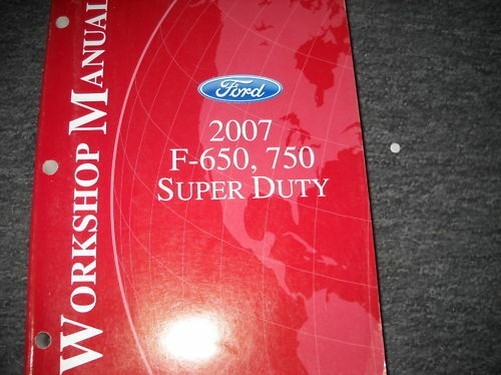 WORKSHOP MANUAL
Ford
2007
F-650, 750
SUPER DUTY